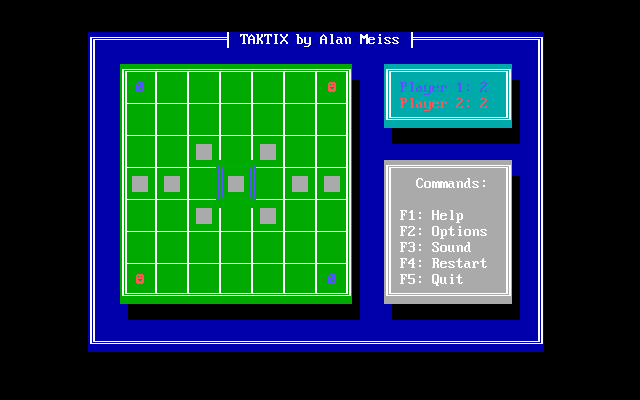 TAKTIX by Alan Meiss
Player 1: 2
Player 2: 2
Commands:
F1: Help
F2: Options
F3: Sound
F4: Restart
F5: Quit